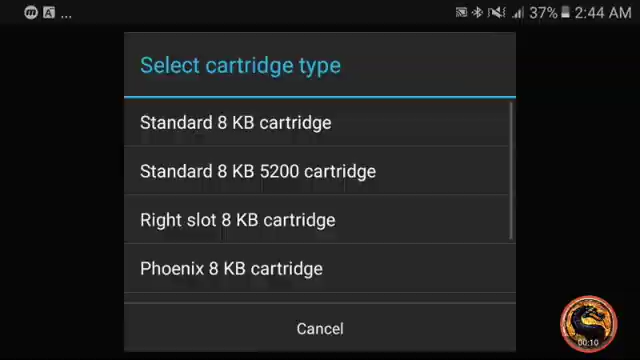 ... 37% 2:44 AM
Select cartridge type
Standard 8 KB cartridge
Standard 8 KB 5200 cartridge
Right slot 8 KB cartridge
Phoenix 8 KB cartridge
Cancel
00:10